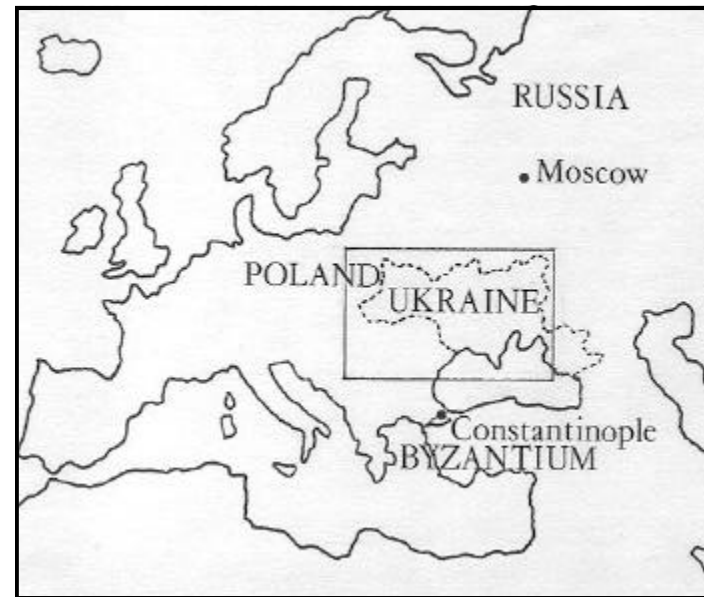 RUSSIA
Moscow
POLAND
UKRAINE
Constantinople
BYZANTIUM